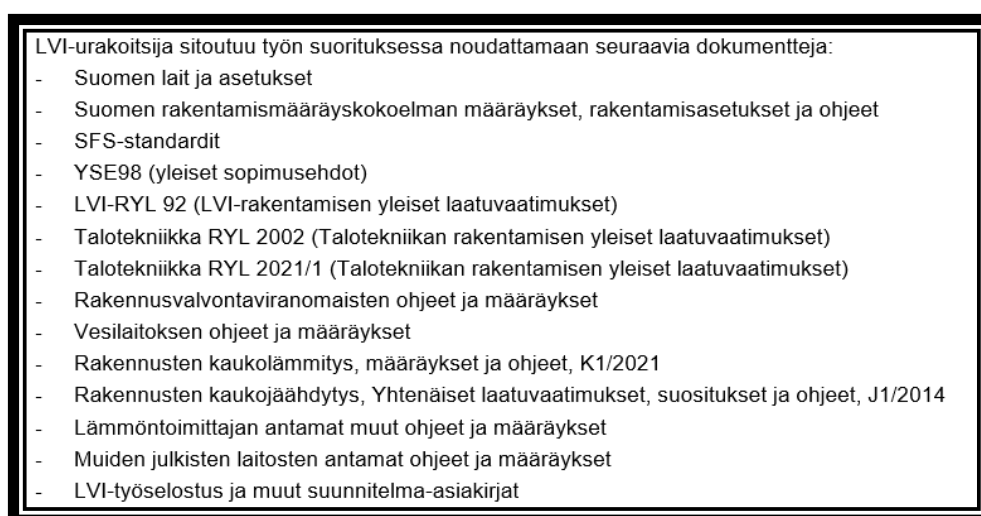 LVI-urakoitsija sitoutuu työn suorituksessa noudattamaan seuraavia dokumentteja:
- Suomen lait ja asetukset
- Suomen rakentamismääräyskokoelman määräykset, rakentamisasetukset ja ohjeet
- SFS-standardit
- YSE98 (yleiset sopimusehdot)
- LVI-RYL 92 (LVI-rakentamisen yleiset laatuvaatimukset)
- Talotekniikka RYL 2002 (Talotekniikan rakentamisen yleiset laatuvaatimukset)
- Talotekniikka RYL 2021/1 (Talotekniikan rakentamisen yleiset laatuvaatimukset)
- Rakennusvalvontaviranomaisten ohjeet ja määräykset
- Vesilaitoksen ohjeet ja määräykset
- Rakennusten kaukolämmitys, määräykset ja ohjeet, K1/2021
- Rakennusten kaukojäähdytys, Yhtenäiset laatuvaatimukset, suositukset ja ohjeet, J1/2014
- Lämmöntoimittajan antamat muut ohjeet ja määräykset
- Muiden julkisten laitosten antamat ohjeet ja määräykset
- LVI-työselostus ja muut suunnitelma-asiakirjat